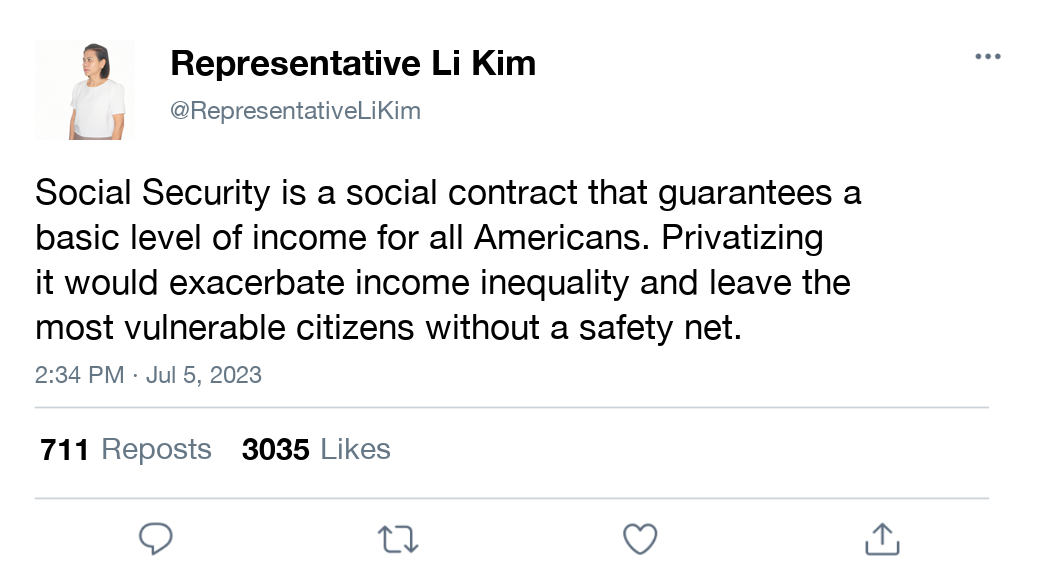 Representative Li Kim
@RepresentativeLiKim
Social Security is a social contract that guarantees a
basic level of income for all Americans. Privatizing
it would exacerbate income inequality and leave the
most vulnerable citizens without a safety net.
2:34 PM · Jul 5, 2023
711 Reposts 3035 Likes